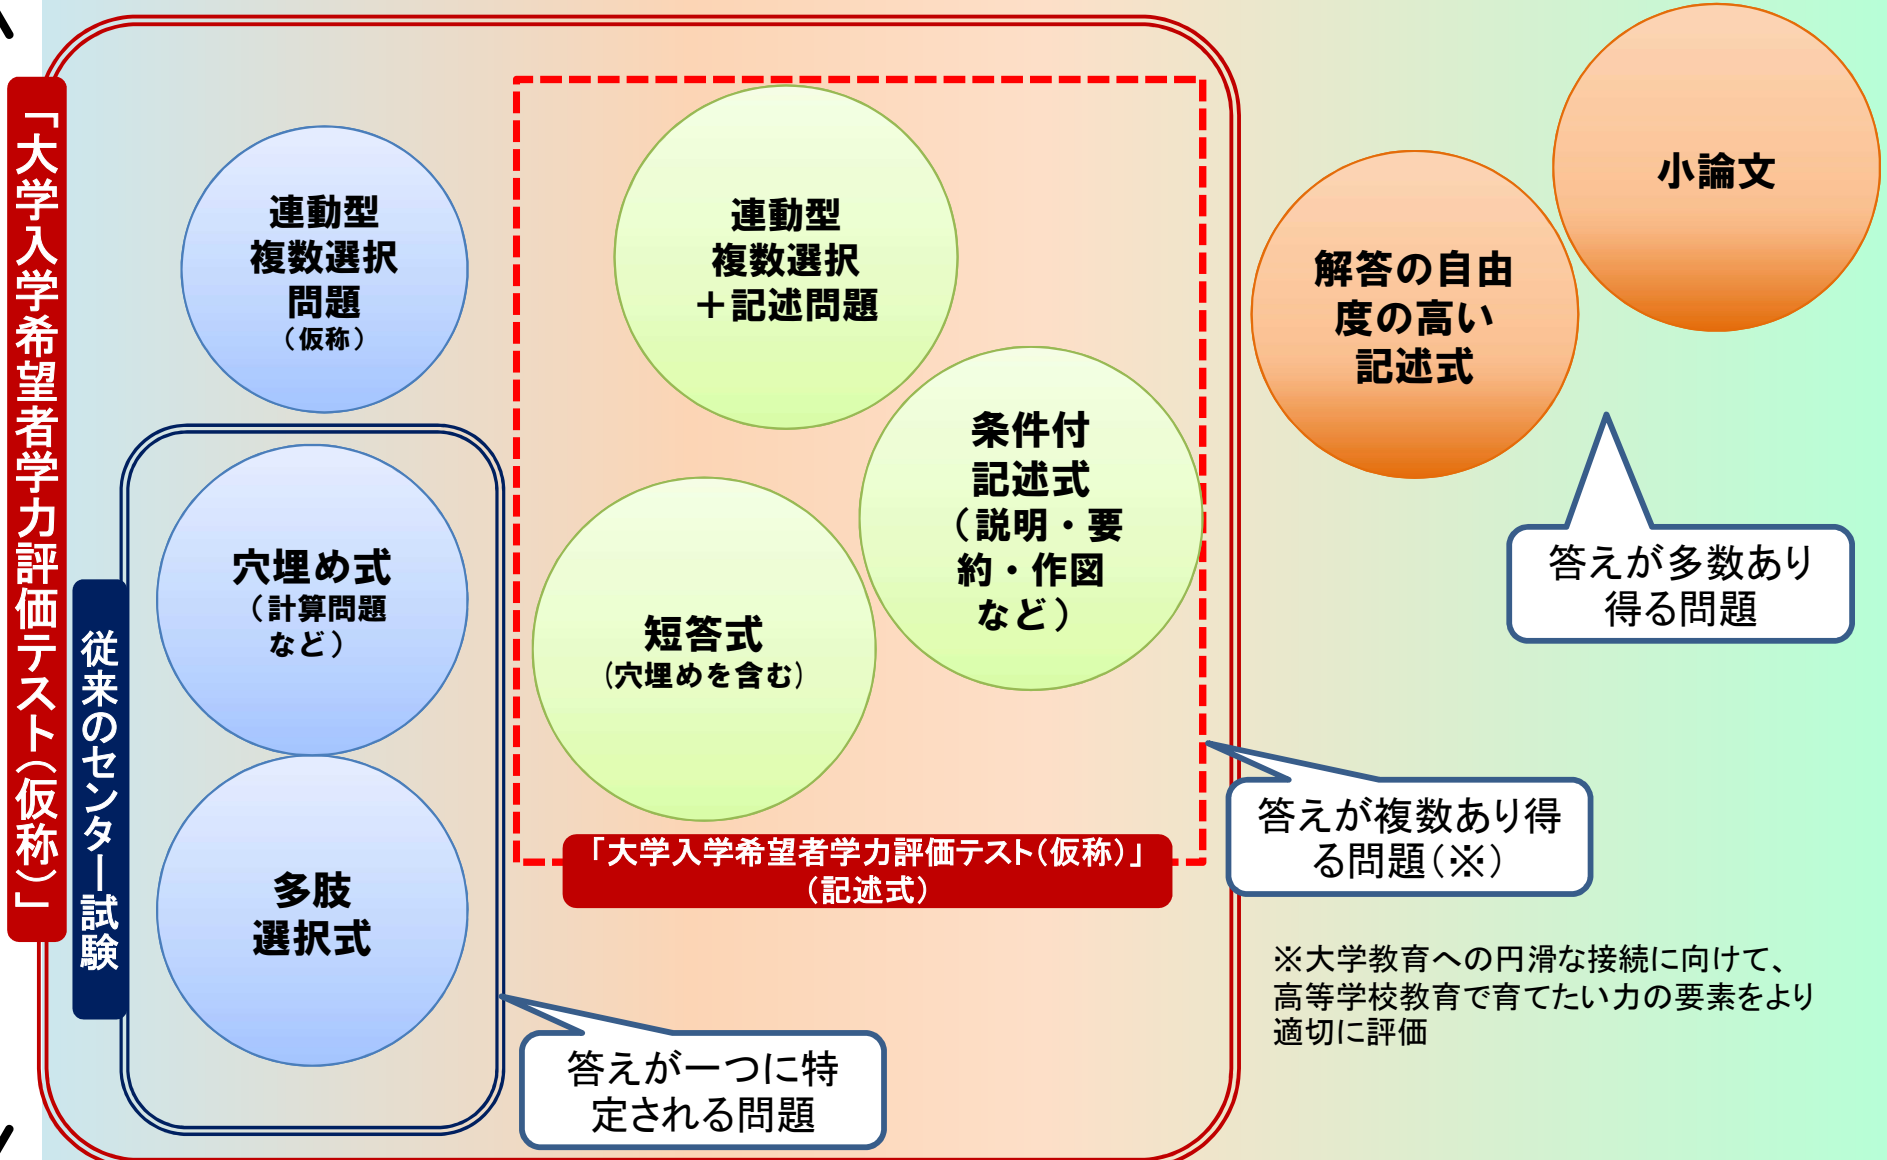 「大学入学希望者学力評価テスト（仮称）」
従来のセンター試験
連動型
複数選択
問題
（仮称）
穴埋め式
（計算問題
など）
多肢
選択式
連動型
複数選択
＋記述問題
条件付
記述式
（説明・要
約・作図
など）
短答式
(穴埋めを含む)
「大学入学希望者学力評価テスト（仮称）」
（記述式）
解答の自由
度の高い
記述式
小論文
答えが多数あり
得る問題
答えが複数あり得
る問題（※）
※大学教育への円滑な接続に向けて、
高等学校教育で育てたい力の要素をより
適切に評価
答えが一つに特
定される問題